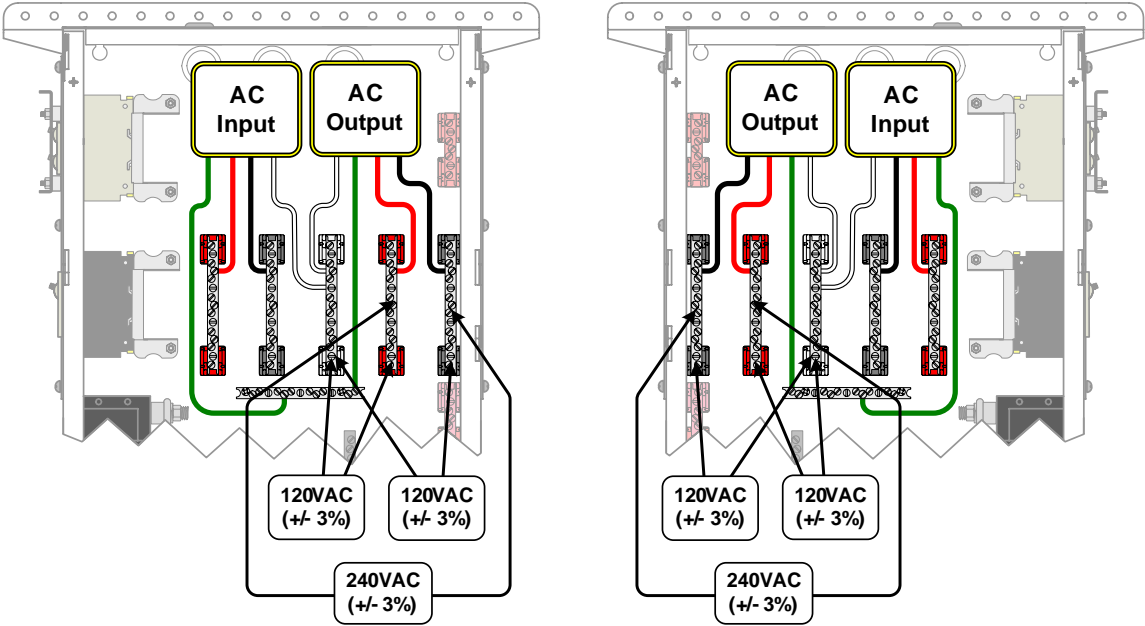 AC
Input
AC
Output
AC
Output
AC
Input
120VAC
(+/- 3%)
120VAC
(+/- 3%)
120VAC
(+/- 3%)
120VAC
(+/- 3%)
240VAC
(+/- 3%)
240VAC
(+/- 3%)